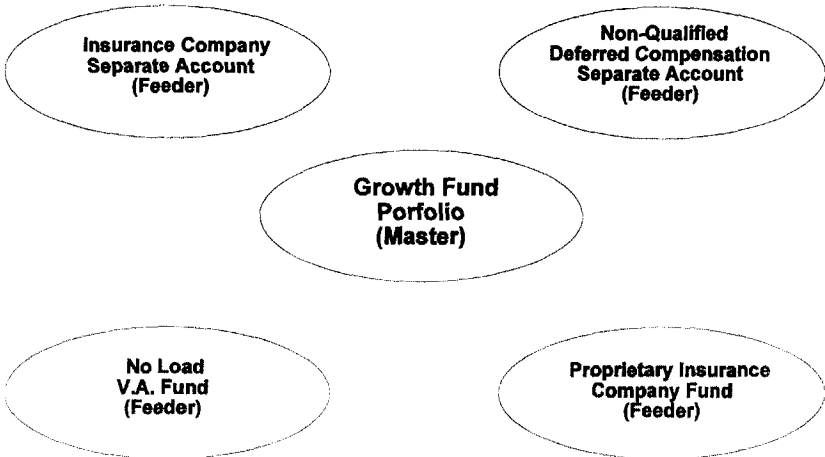 Insurance Company
Separate Account
(Feeder)
Non-Qualified
Deferred Compensation
Separate Account
(Feeder)
Growth Fund
Porfolio
(Master)
No Load
V.A. Fund
(Feeder)
Proprietary Insurance
Company Fund
(Feeder)